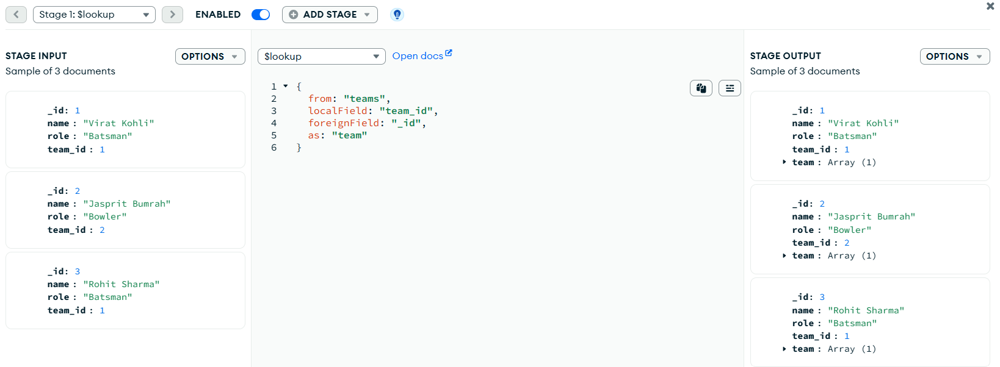 Stage 1: $lookup ENABLED ADD STAGE
STAGE INPUT OPTIONS
Sample of 3 documents
_id: 1
name : "Virat Kohli"
role : "Batsman"
team_id : 1
_id: 2
name : "Jasprit Bumrah"
role : "Bowler"
team_id : 2
_id: 3
name : "Rohit Sharma"
role : "Batsman"
team_id : 1
$lookup Open docs
1 {
2 from: "teams",
3 localField: "team_id",
4 foreignField: "_id",
5 as: "team"
6 }
STAGE OUTPUT OPTIONS
Sample of 3 documents
_id: 1
name : "Virat Kohli"
role : "Batsman"
team_id : 1
team : Array (1)
_id: 2
name : "Jasprit Bumrah"
role : "Bowler"
team_id : 2
team : Array (1)
_id: 3
name : "Rohit Sharma"
role : "Batsman"
team_id : 1
team : Array (1)